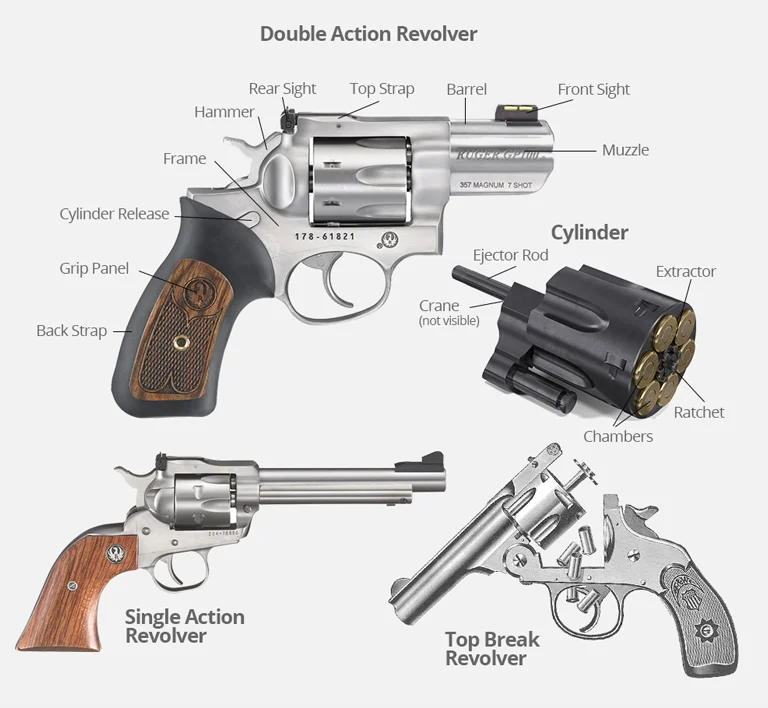 Double Action Revolver
Rear Sight
Top Strap
Barrel
Front Sight
Hammer
Frame
Muzzle
RUGER GP100
357 MAGNUM 7 SHOT
Cylinder Release
178-61821
®
Cylinder
Ejector Rod
Grip Panel
Extractor
Crane
(not visible)
Back Strap
Ratchet
Chambers
Single Action
Revolver
Top Break
Revolver